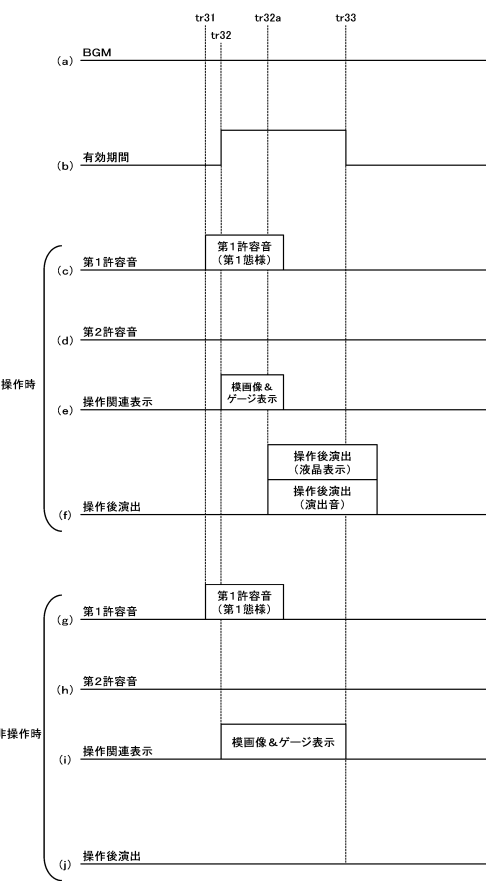 tr31
tr32
tr32a
tr33
(a) BGM
(b) 有効期間
操作時
(c) 第1許容音
第1許容音
(第1態様)
(d) 第2許容音
(e) 操作関連表示
模画像&
ゲージ表示
(f) 操作後演出
操作後演出
(液晶表示)
操作後演出
(演出音)
非操作時
(g) 第1許容音
第1許容音
(第1態様)
(h) 第2許容音
(i) 操作関連表示
模画像&ゲージ表示
(j) 操作後演出